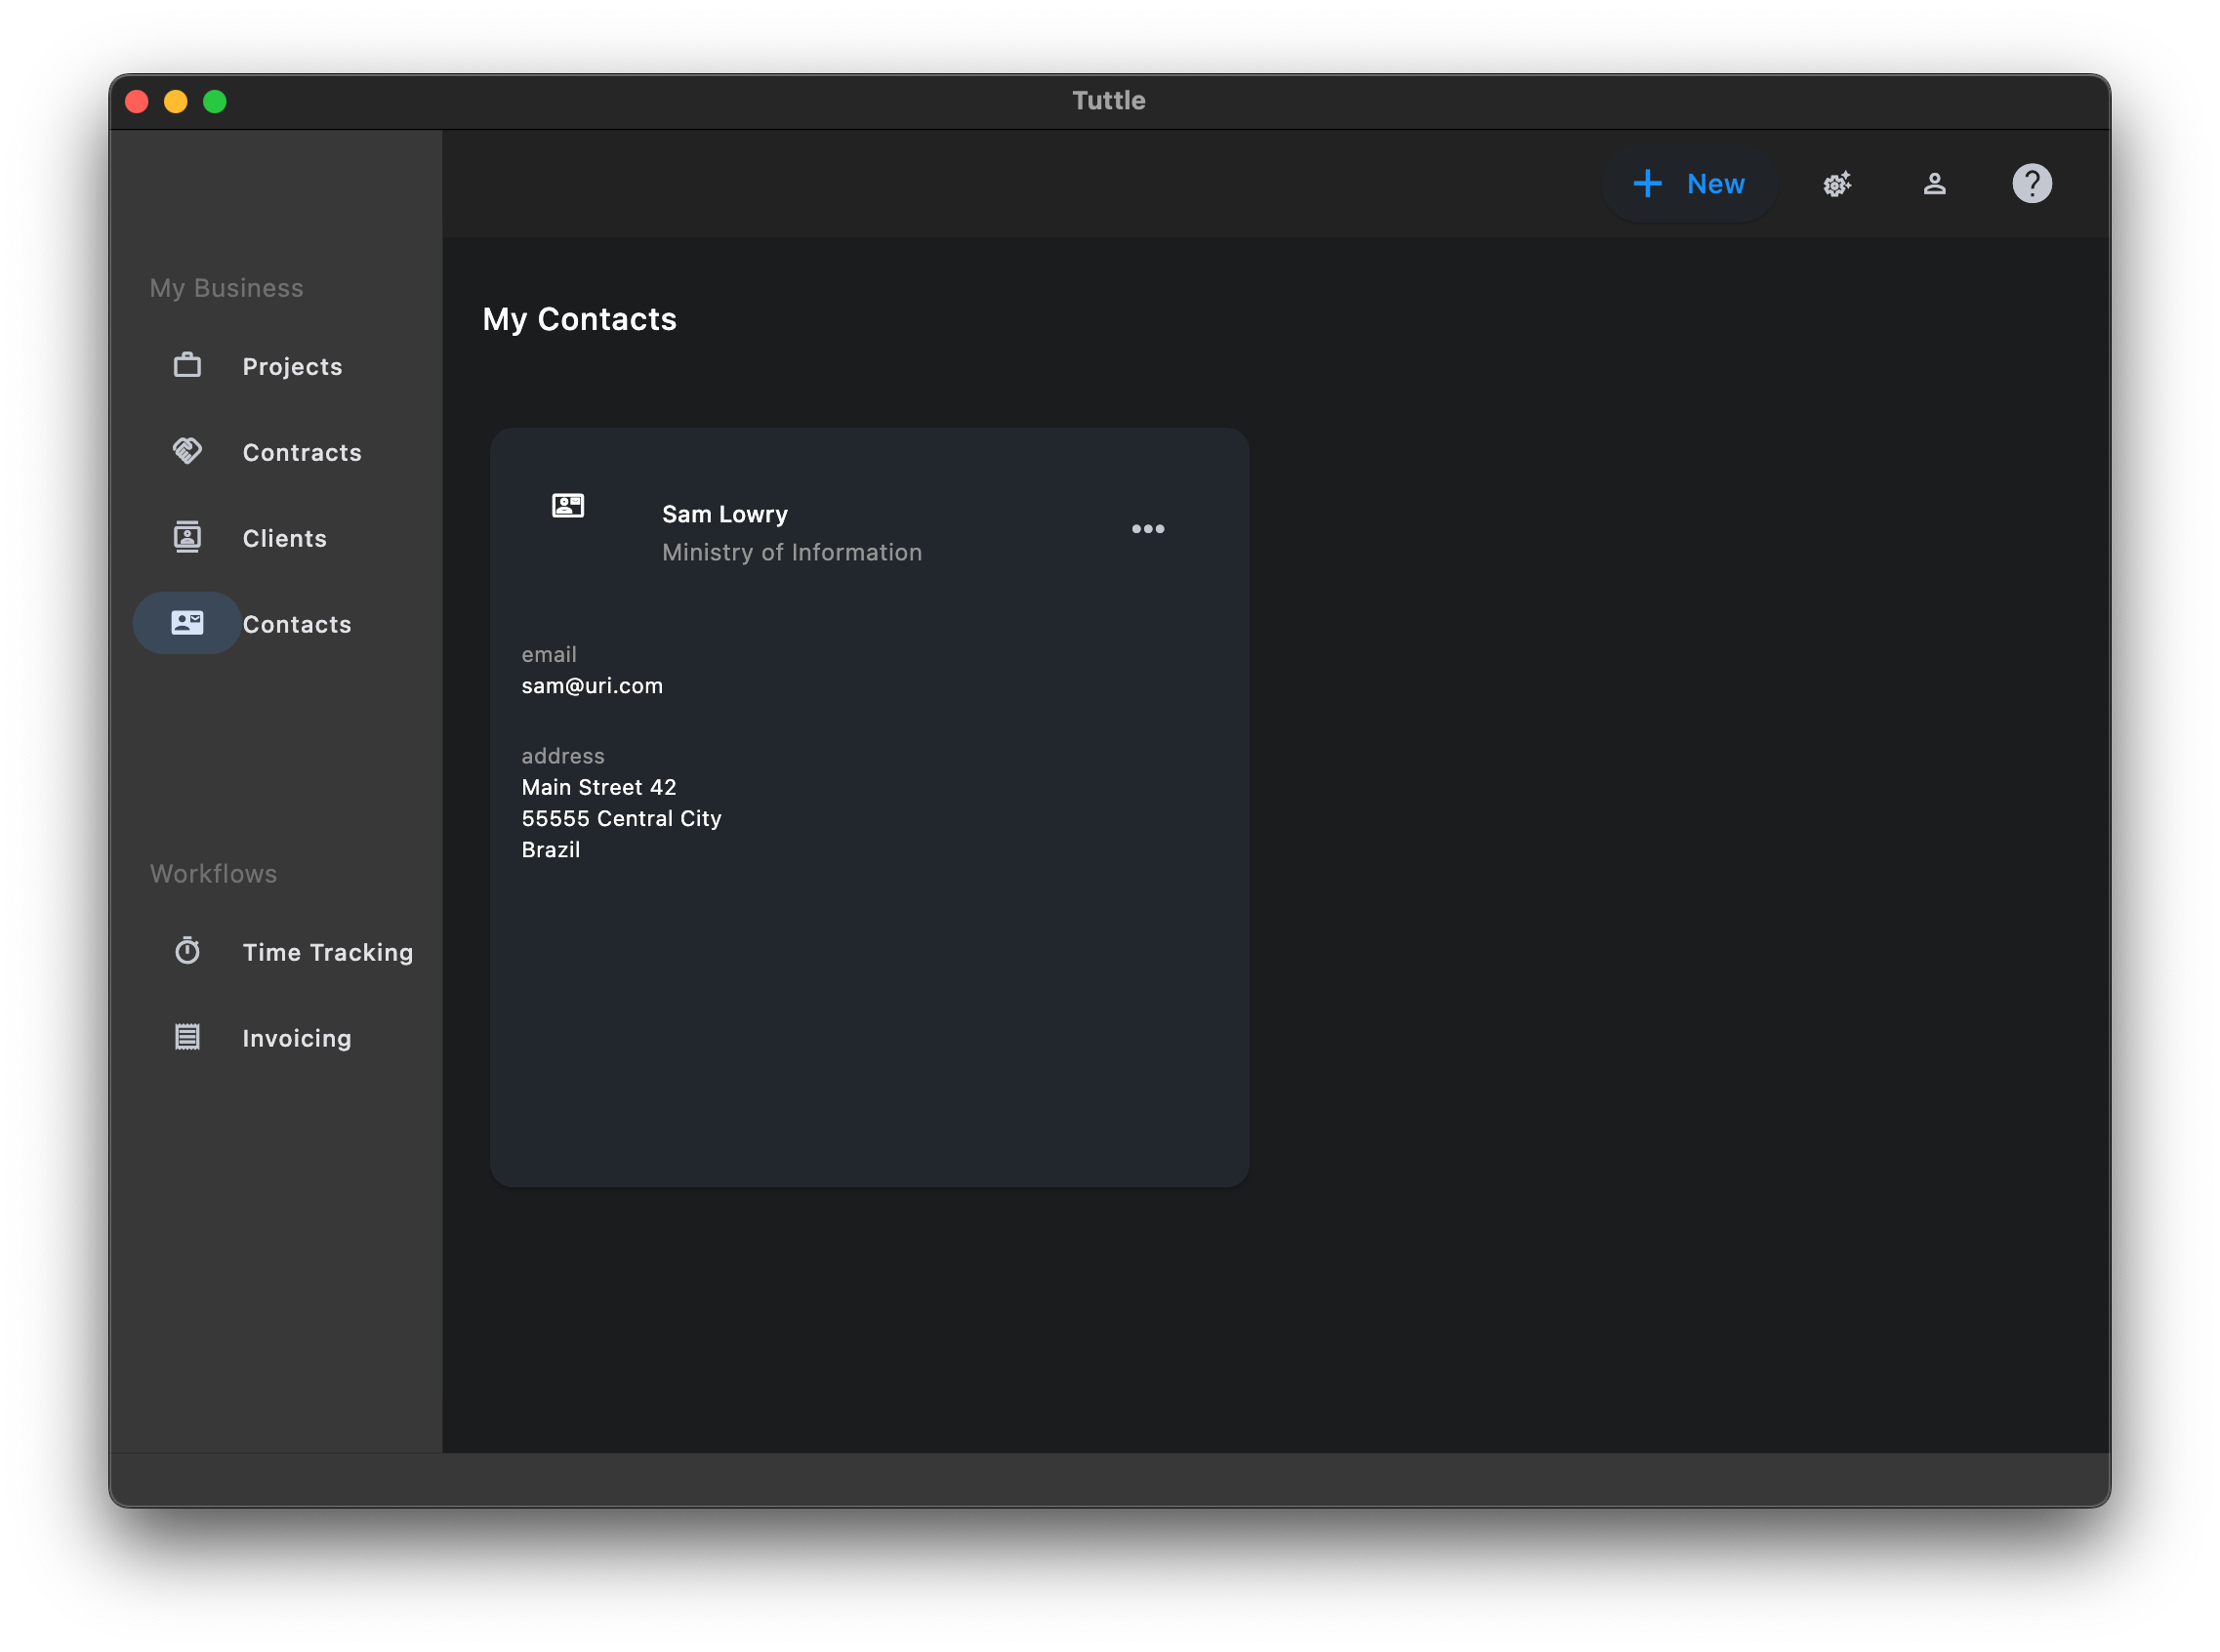 Tuttle
New
?
My Business
Projects
Contracts
Clients
Contacts
Workflows
Time Tracking
Invoicing
My Contacts
Sam Lowry
Ministry of Information
email
sam@uri.com
address
Main Street 42
55555 Central City
Brazil